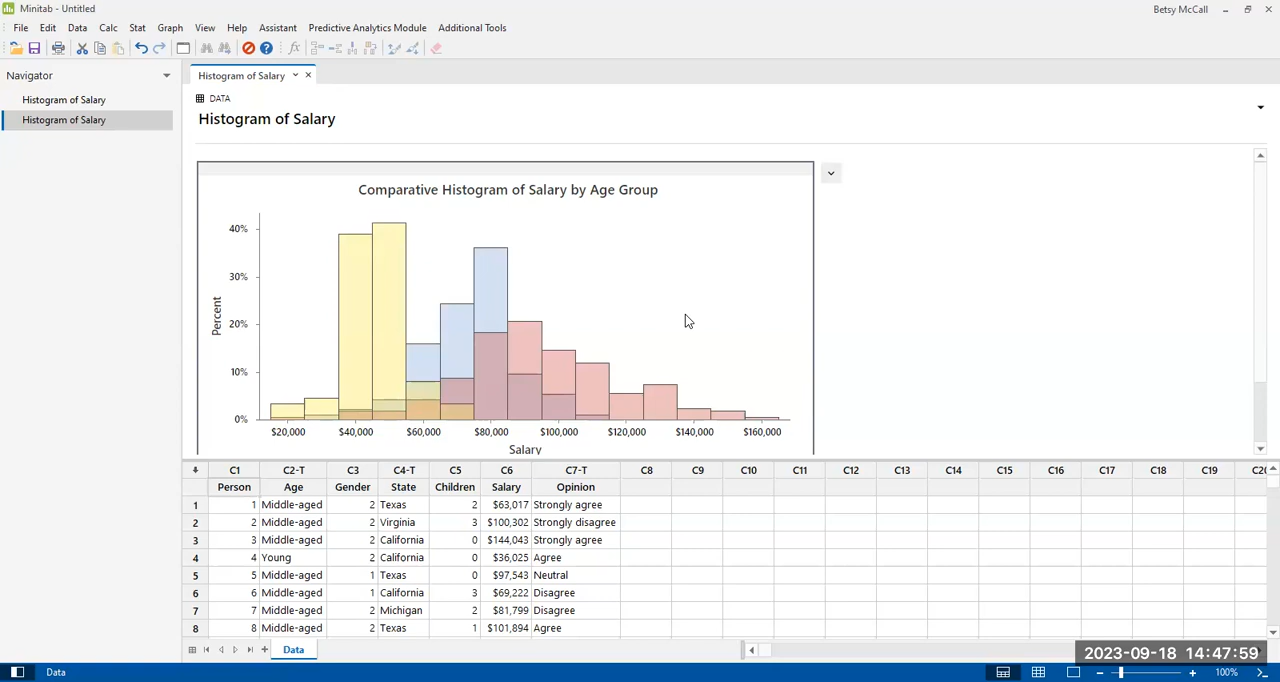 Minitab - Untitled
Betsy McCall
File Edit Data Calc Stat Graph View Help Assistant Predictive Analytics Module Additional Tools
Navigator
Histogram of Salary
Histogram of Salary
Histogram of Salary
DATA
Histogram of Salary
Comparative Histogram of Salary by Age Group
Percent
40%
30%
20%
10%
0%
$20,000 $40,000 $60,000 $80,000 $100,000 $120,000 $140,000 $160,000
Salary
C1 C2-T C3 C4-T C5 C6 C7-T C8 C9 C10 C11 C12 C13 C14 C15 C16 C17 C18 C19 C20
Person Age Gender State Children Salary Opinion
1 1 Middle-aged 2 Texas 2 $63,017 Strongly agree
2 2 Middle-aged 2 Virginia 3 $100,302 Strongly disagree
3 3 Middle-aged 2 California 0 $144,043 Strongly agree
4 4 Young 2 California 0 $36,025 Agree
5 5 Middle-aged 1 Texas 0 $97,543 Neutral
6 6 Middle-aged 1 California 3 $69,222 Disagree
7 7 Middle-aged 2 Michigan 2 $81,799 Disagree
8 8 Middle-aged 2 Texas 1 $101,894 Agree
Data
2023-09-18 14:47:59
Data
100%